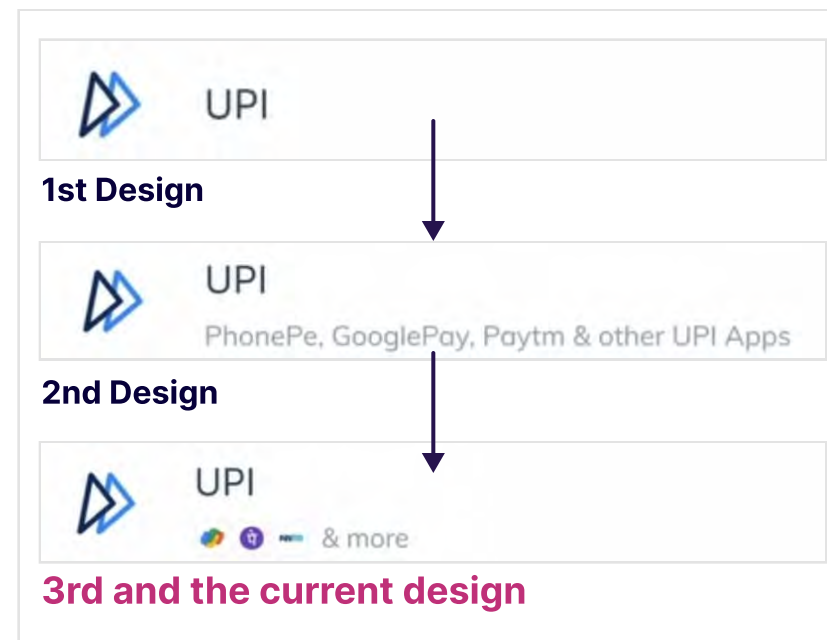 UPI
1st Design
UPI
PhonePe, GooglePay, Paytm & other UPI Apps
2nd Design
UPI
पे Paytm & more
3rd and the current design